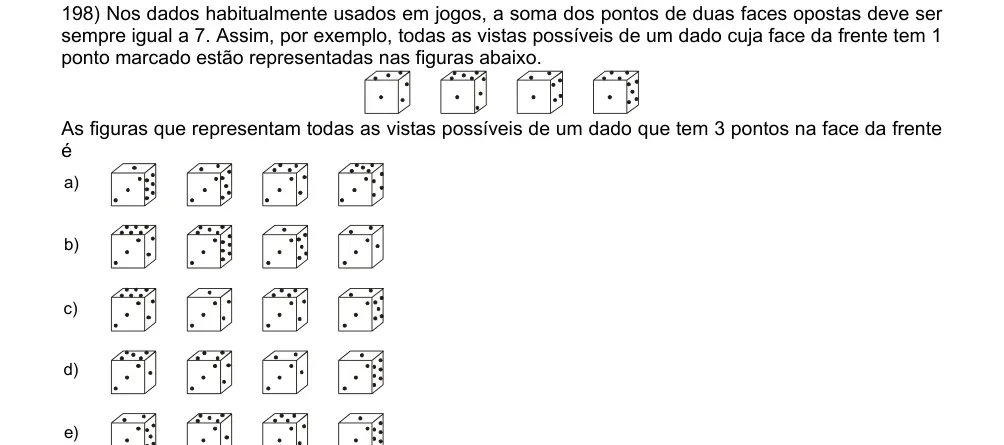 198) Nos dados habitualmente usados em jogos, a soma dos pontos de duas faces opostas deve ser
sempre igual a 7. Assim, por exemplo, todas as vistas possíveis de um dado cuja face da frente tem 1
ponto marcado estão representadas nas figuras abaixo.
As figuras que representam todas as vistas possíveis de um dado que tem 3 pontos na face da frente
é
a)
b)
c)
d)
e)